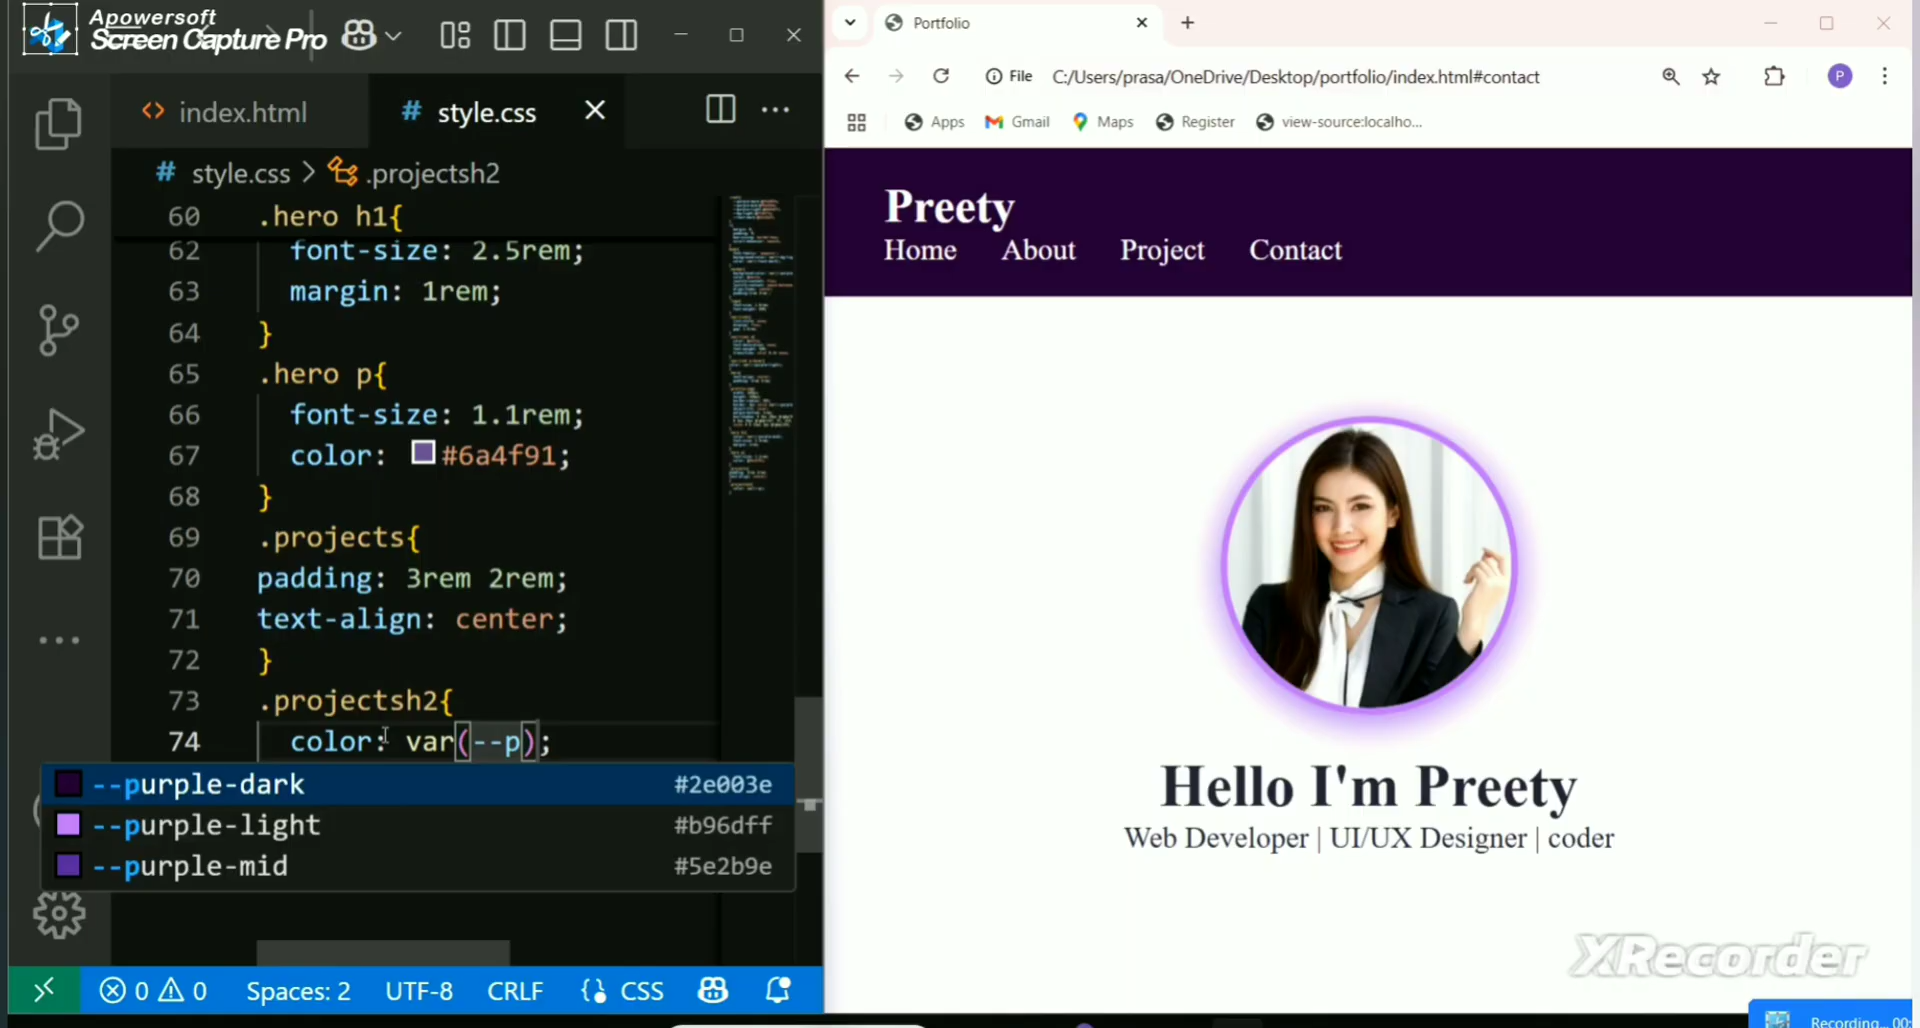 Apowersoft
Screen Capture Pro
index.html
style.css
style.css > .projectsh2
60 .hero h1{
62 font-size: 2.5rem;
63 margin: 1rem;
64 }
65 .hero p{
66 font-size: 1.1rem;
67 color: #6a4f91;
68 }
69 .projects{
70 padding: 3rem 2rem;
71 text-align: center;
72 }
73 .projectsh2{
74 color: var(--p);
--purple-dark #2e003e
--purple-light #b96dff
--purple-mid #5e2b9e
0 0 Spaces: 2 UTF-8 CRLF CSS
Portfolio
File C:/Users/prasa/OneDrive/Desktop/portfolio/index.html#contact
P
Apps Gmail Maps Register view-source:localho...
Preety
Home About Project Contact
Hello I'm Preety
Web Developer | UI/UX Designer | coder
XRecorder
Recording... 00: